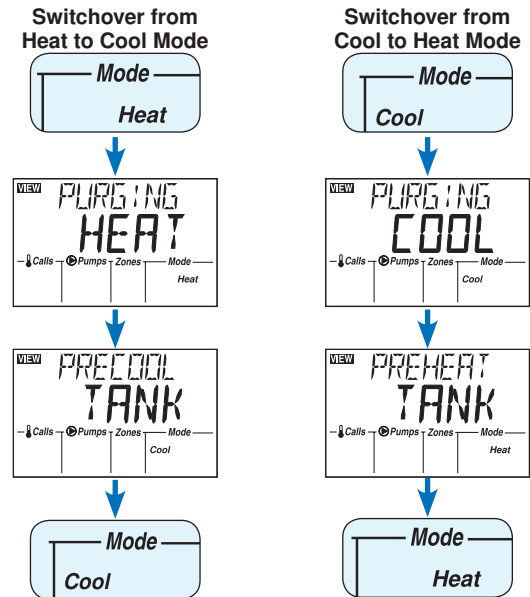 Switchover from
Heat to Cool Mode
Mode
Heat
VIEW
PURGING
HEAT
Calls Pumps Zones Mode
Heat
VIEW
PRECOOL
TANK
Calls Pumps Zones Mode
Cool
Mode
Cool
Switchover from
Cool to Heat Mode
Mode
Cool
VIEW
PURGING
COOL
Calls Pumps Zones Mode
Cool
VIEW
PREHEAT
TANK
Calls Pumps Zones Mode
Heat
Mode
Heat